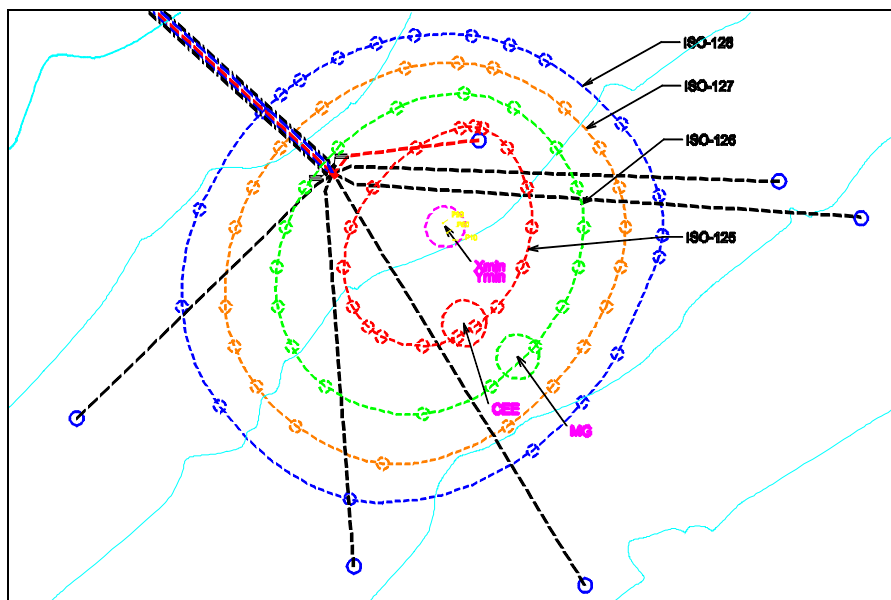 ISO-128
ISO-127
ISO-126
ISO-125
Xmin
Ymin
CEE
MG